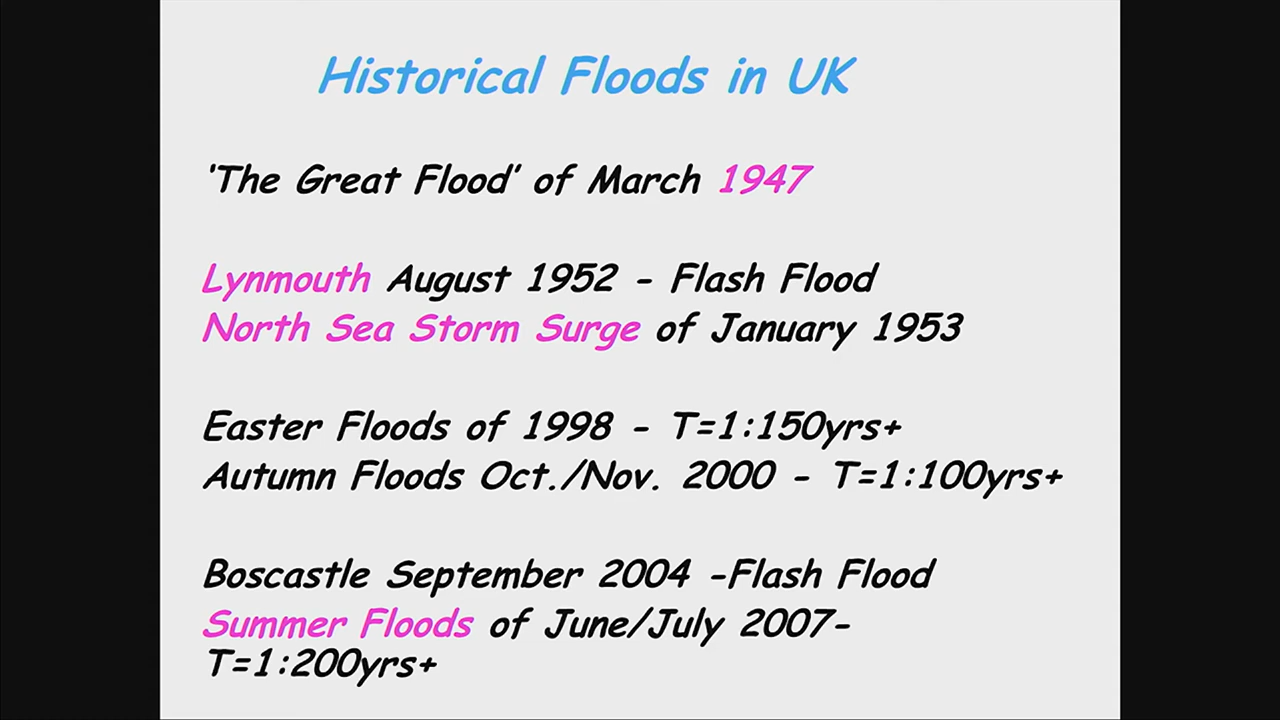 Historical Floods in UK
‘The Great Flood’ of March 1947
Lynmouth August 1952 - Flash Flood
North Sea Storm Surge of January 1953
Easter Floods of 1998 - T=1:150yrs+
Autumn Floods Oct./Nov. 2000 - T=1:100yrs+
Boscastle September 2004 -Flash Flood
Summer Floods of June/July 2007-
T=1:200yrs+